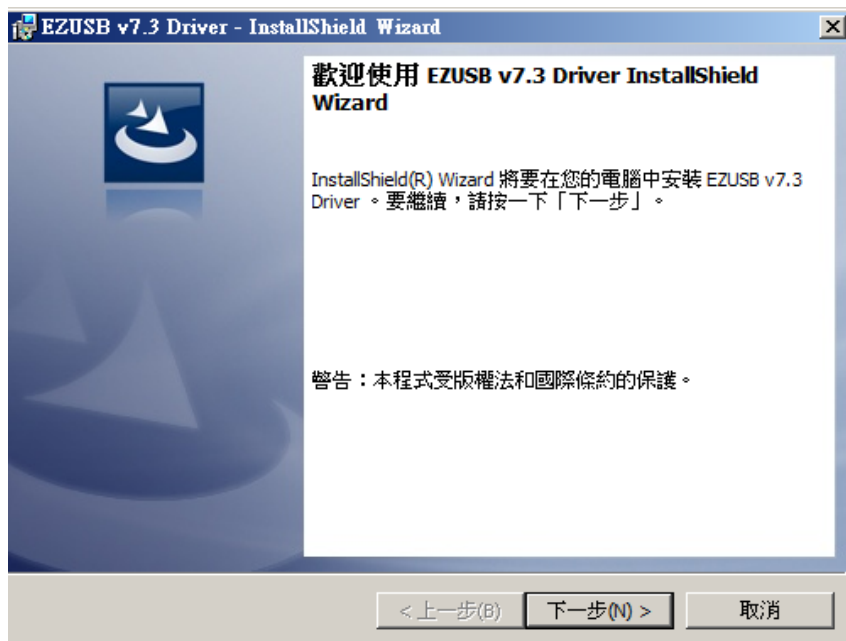 EZUSB v7.3 Driver - InstallShield Wizard
歡迎使用 EZUSB v7.3 Driver InstallShield
Wizard
InstallShield(R) Wizard 將要在您的電腦中安裝 EZUSB v7.3
Driver 。要繼續，請按一下「下一步」。
警告：本程式受版權法和國際條約的保護。
< 上一步(B) 下一步(N) > 取消